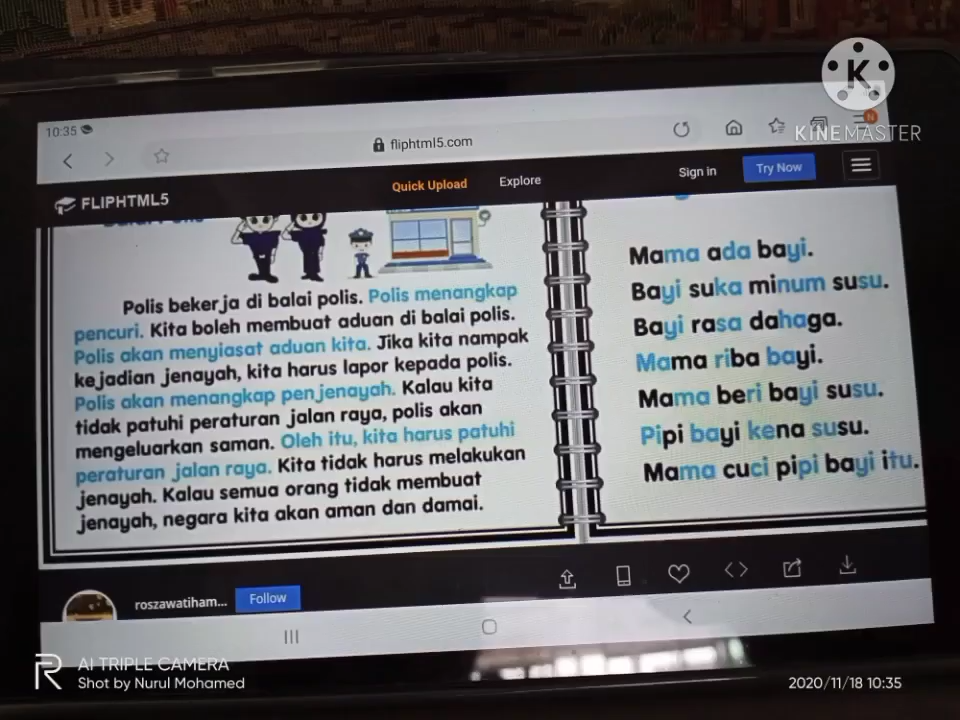 K
KINEMASTER
10:35
fliphtml5.com
N
FLIPHTML5
Quick Upload
Explore
Sign in
Try Now
Balai Polis
Polis bekerja di balai polis. Polis menangkap
pencuri. Kita boleh membuat aduan di balai polis.
Polis akan menyiasat aduan kita. Jika kita nampak
kejadian jenayah, kita harus lapor kepada polis.
Polis akan menangkap penjenayah. Kalau kita
tidak patuhi peraturan jalan raya, polis akan
mengeluarkan saman. Oleh itu, kita harus patuhi
peraturan jalan raya. Kita tidak harus melakukan
jenayah. Kalau semua orang tidak membuat
jenayah, negara kita akan aman dan damai.
Mama ada bayi.
Bayi suka minum susu.
Bayi rasa dahaga.
Mama riba bayi.
Mama beri bayi susu.
Pipi bayi kena susu.
Mama cuci pipi bayi itu.
roszawatiham...
Follow
AI TRIPLE CAMERA
Shot by Nurul Mohamed
2020/11/18 10:35